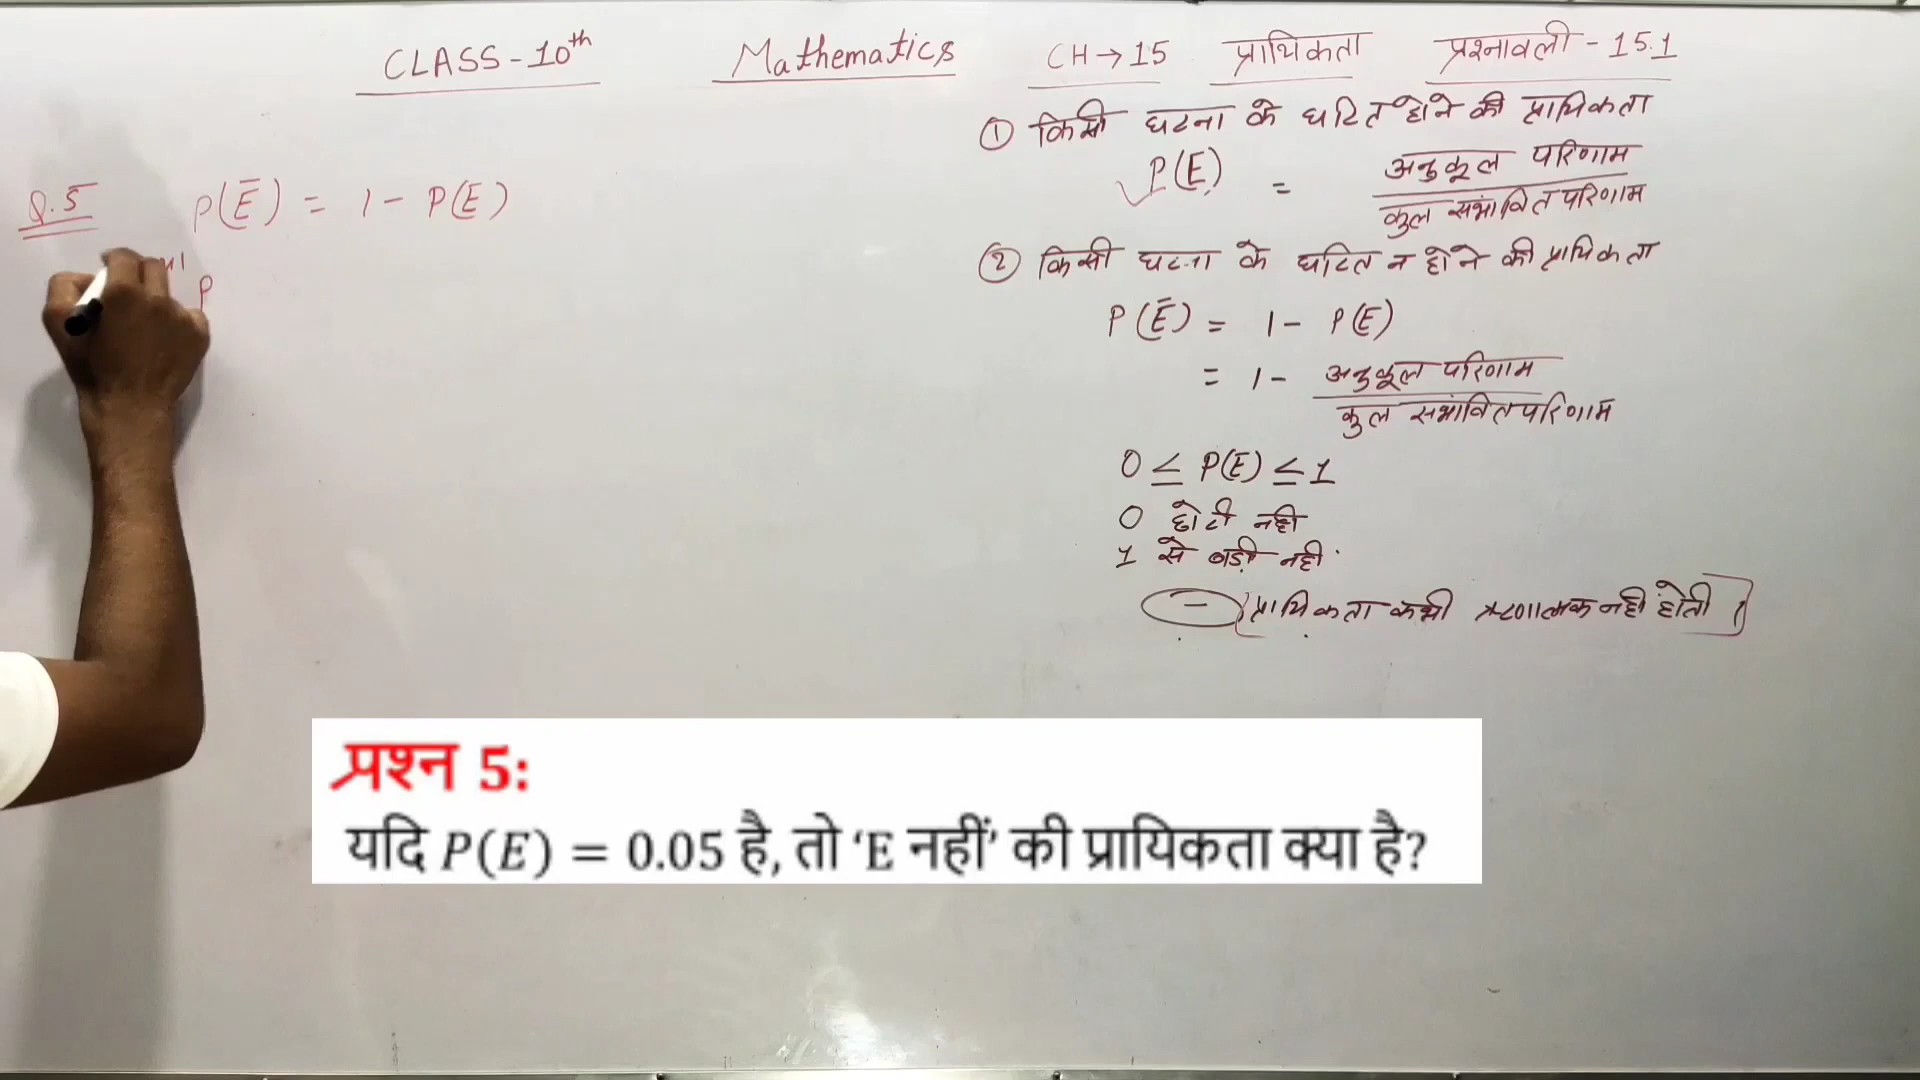 CLASS-10th Mathematics CH→15 प्रायिकता प्रश्नावली-15.1
① किसी घटना के घटित होने की प्रायिकता
P(E) = अनुकूल परिणाम
कुल संभावित परिणाम
② किसी घटना के घटित न होने की प्रायिकता
P(Ē) = 1- P(E)
= 1- अनुकूल परिणाम
कुल संभावित परिणाम
0 ≤ P(E) ≤ 1
0 छोटी नही
1 से बड़ी नही
- प्रायिकता कभी ऋणात्मक नही होती।
Q.5 P(Ē) = 1- P(E)
P
प्रश्न 5:
यदि P(E) = 0.05 है, तो ‘E नहीं’ की प्रायिकता क्या है?